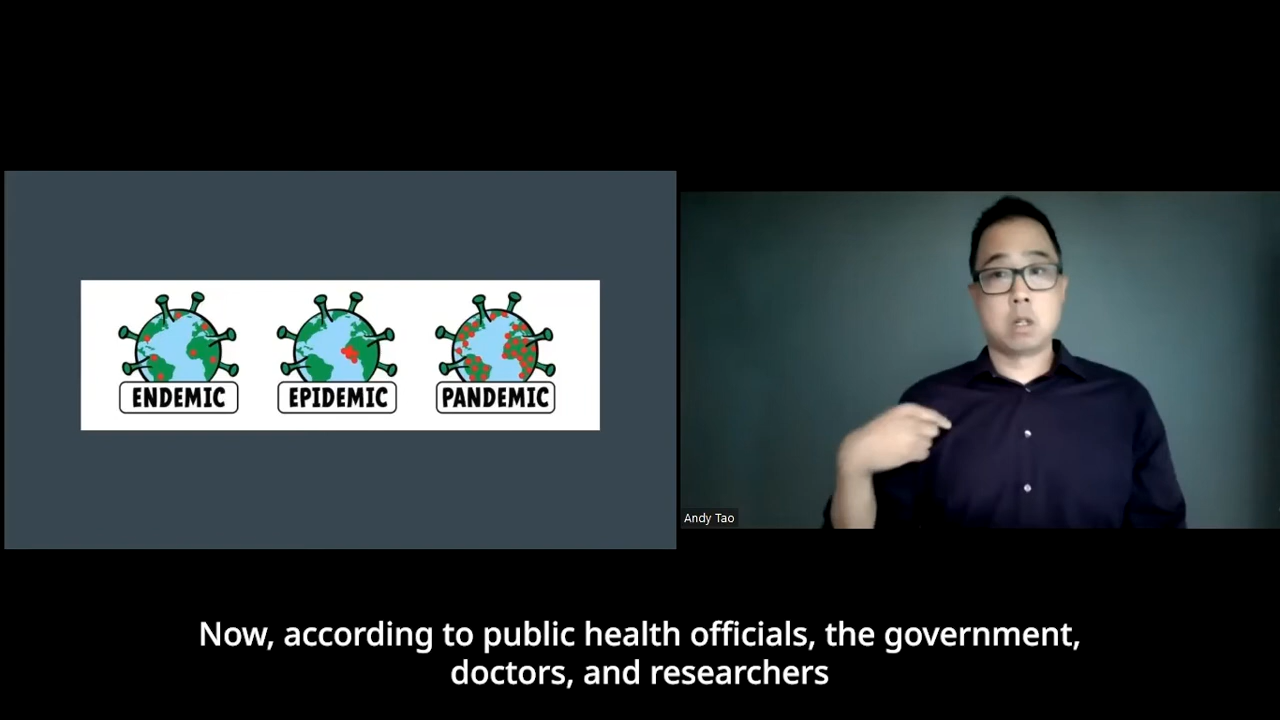 ENDEMIC EPIDEMIC PANDEMIC
Andy Tao
Now, according to public health officials, the government,
doctors, and researchers